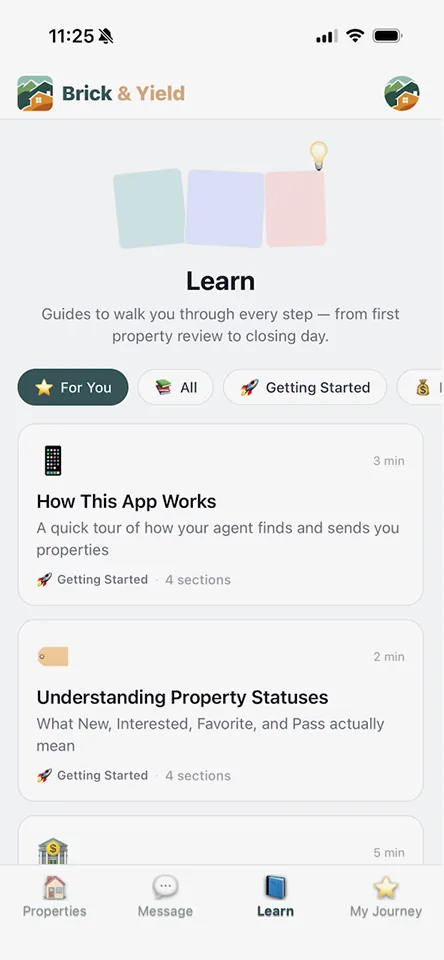 11:25
Brick & Yield
Learn
Guides to walk you through every step — from first
property review to closing day.
For You
All
Getting Started
3 min
How This App Works
A quick tour of how your agent finds and sends you
properties
Getting Started · 4 sections
2 min
Understanding Property Statuses
What New, Interested, Favorite, and Pass actually
mean
Getting Started · 4 sections
5 min
Properties
Message
Learn
My Journey